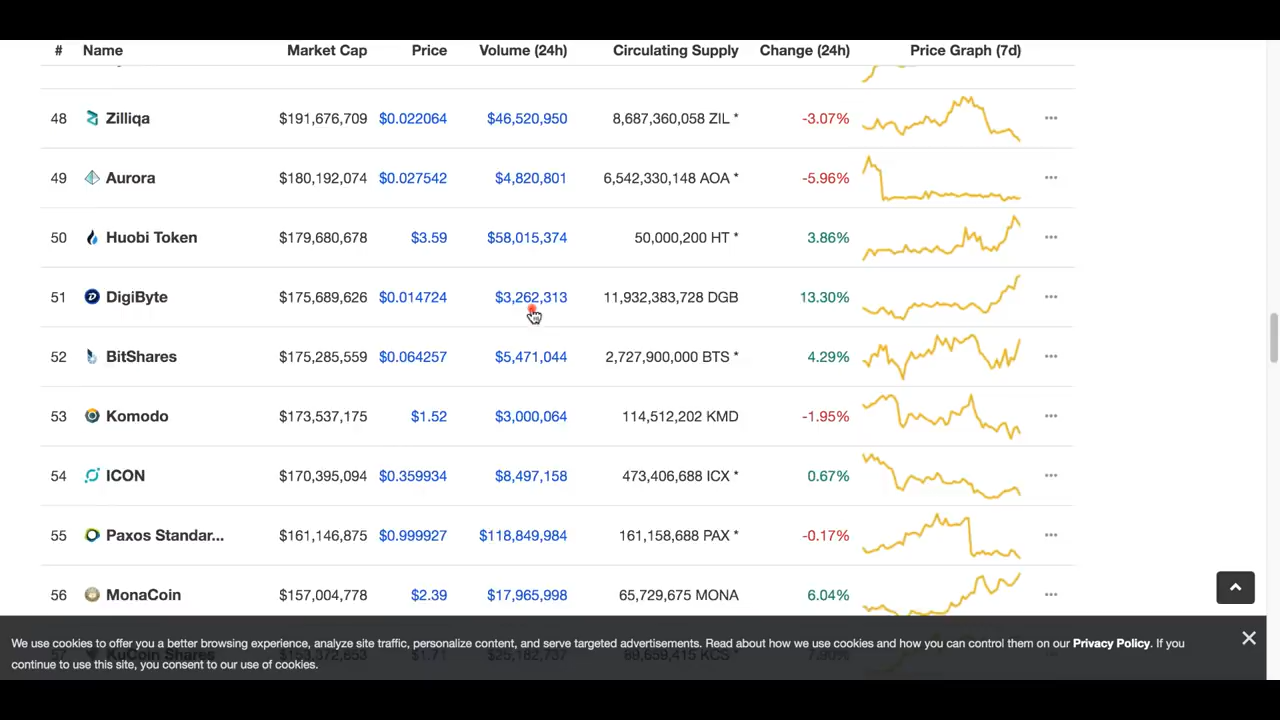 # Name Market Cap Price Volume (24h) Circulating Supply Change (24h) Price Graph (7d)
48 Zilliqa $191,676,709 $0.022064 $46,520,950 8,687,360,058 ZIL * -3.07%
49 Aurora $180,192,074 $0.027542 $4,820,801 6,542,330,148 AOA * -5.96%
50 Huobi Token $179,680,678 $3.59 $58,015,374 50,000,200 HT * 3.86%
51 DigiByte $175,689,626 $0.014724 $3,262,313 11,932,383,728 DGB 13.30%
52 BitShares $175,285,559 $0.064257 $5,471,044 2,727,900,000 BTS * 4.29%
53 Komodo $173,537,175 $1.52 $3,000,064 114,512,202 KMD -1.95%
54 ICON $170,395,094 $0.359934 $8,497,158 473,406,688 ICX * 0.67%
55 Paxos Standar... $161,146,875 $0.999927 $118,849,984 161,158,688 PAX * -0.17%
56 MonaCoin $157,004,778 $2.39 $17,965,998 65,729,675 MONA 6.04%
We use cookies to offer you a better browsing experience, analyze site traffic, personalize content, and serve targeted advertisements. Read about how we use cookies and how you can control them on our Privacy Policy. If you
57 KuCoin Shares $1.71
continue to use this site, you consent to our use of cookies.